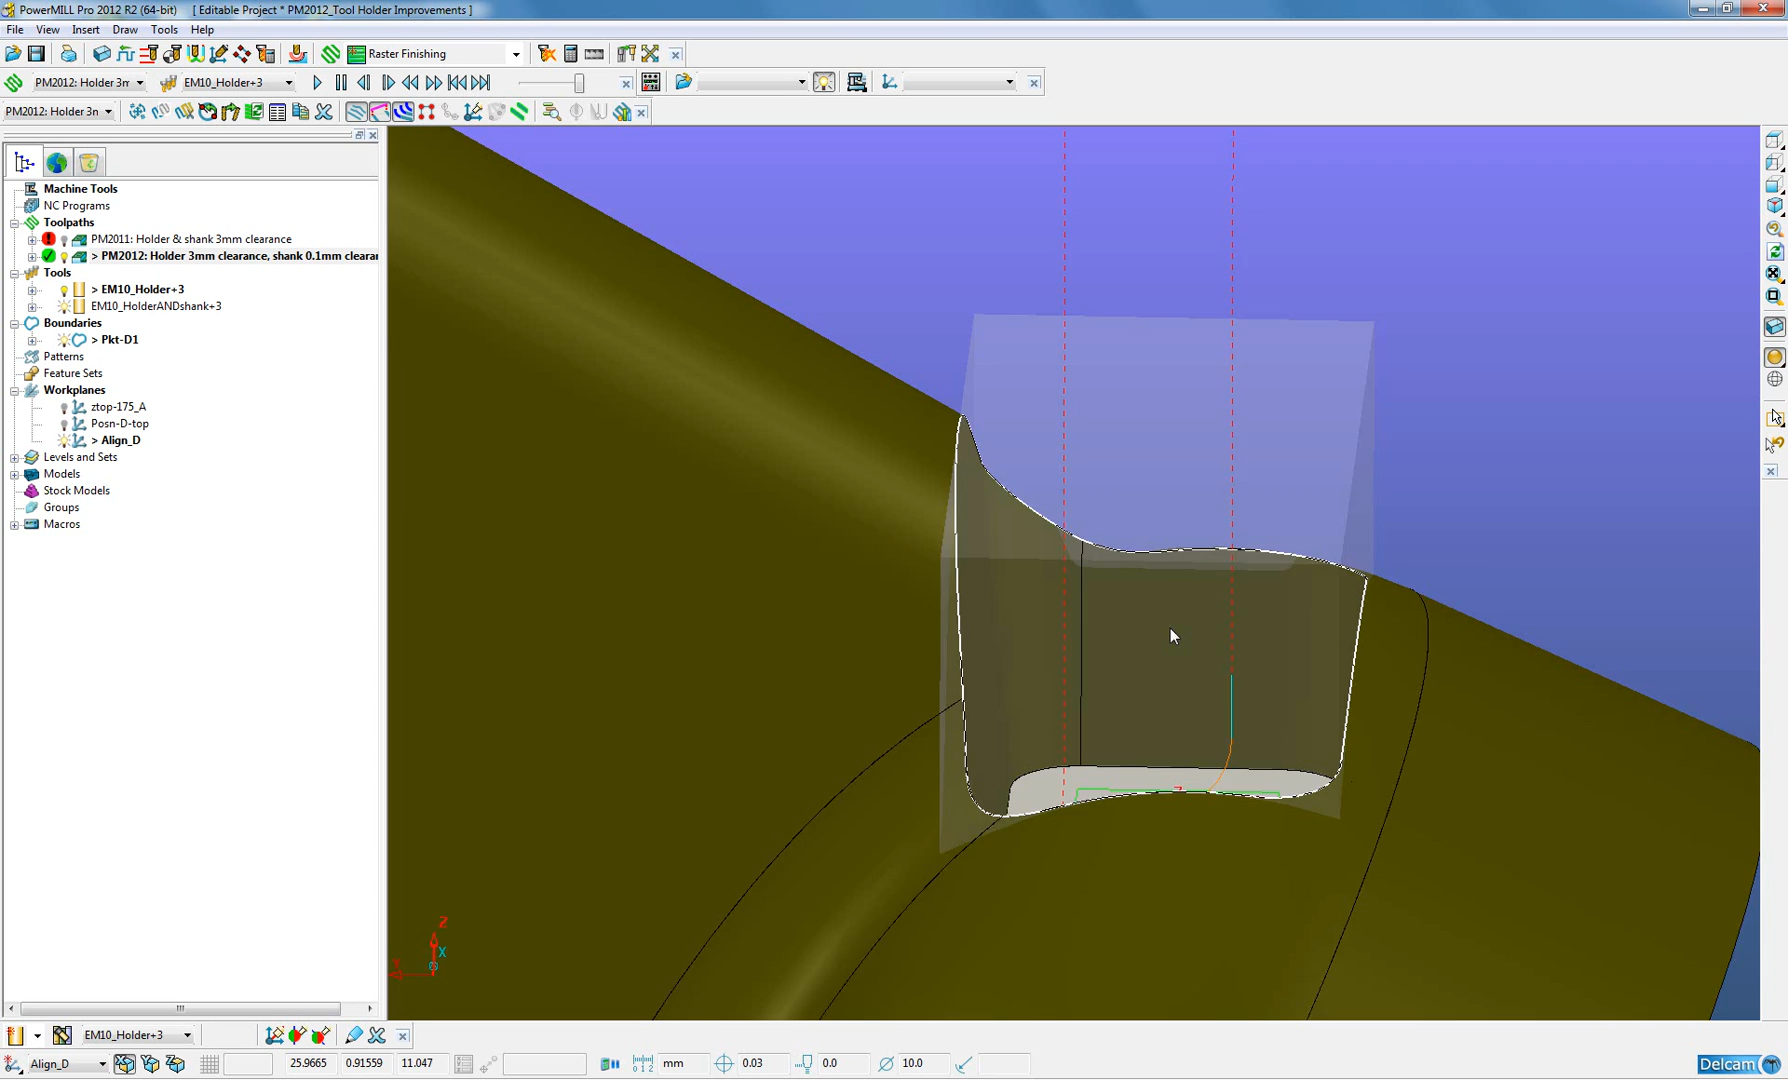 PowerMILL Pro 2012 R2 (64-bit) [ Editable Project * PM2012_Tool Holder Improvements ]
File View Insert Draw Tools Help
Raster Finishing
PM2012: Holder 3m EM10_Holder+3
PM2012: Holder 3n
Machine Tools
NC Programs
Toolpaths
PM2011: Holder & shank 3mm clearance
> PM2012: Holder 3mm clearance, shank 0.1mm clearar
Tools
> EM10_Holder+3
EM10_HolderANDshank+3
Boundaries
> Pkt-D1
Patterns
Feature Sets
Workplanes
ztop-175_A
Posn-D-top
> Align_D
Levels and Sets
Models
Stock Models
Groups
Macros
Z
X
Y
EM10_Holder+3
Align_D 25.9665 0.91559 11.047 mm 0.03 0.0 10.0 Delcam